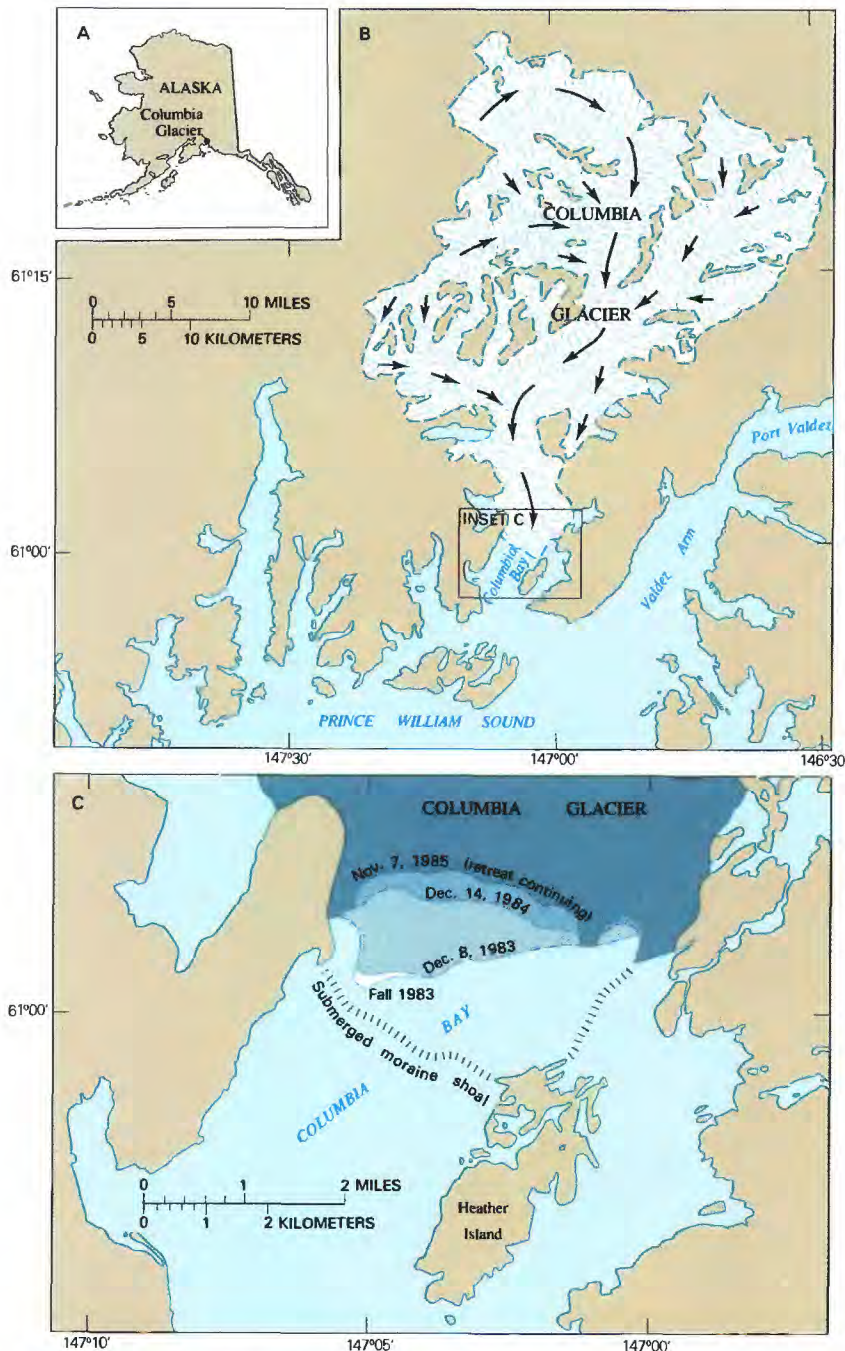 A
ALASKA
Columbia
Glacier
B
COLUMBIA
GLACIER
61°15'
0 5 10 MILES
0 5 10 KILOMETERS
Port Valdez
INSET C
61°00'
Columbia
Bay
Valdez Arm
PRINCE WILLIAM SOUND
147°30' 147°00' 146°30'
C
COLUMBIA GLACIER
Nov. 7, 1985 (retreat continuing)
Dec. 14, 1984
Dec. 8, 1983
Fall 1983
61°00'
Submerged moraine shoal
COLUMBIA BAY
0 1 2 MILES
0 1 2 KILOMETERS
Heather
Island
147°10' 147°05' 147°00'